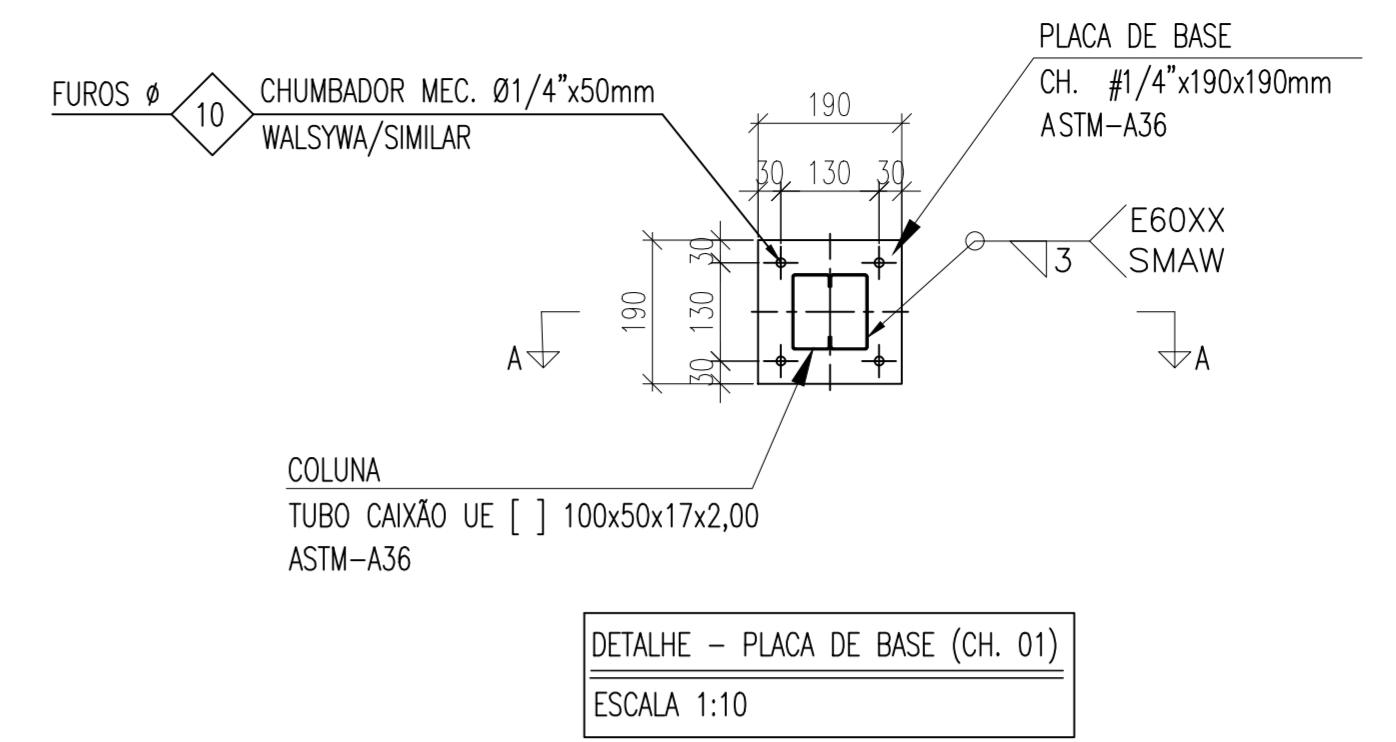 PLACA DE BASE
CH. #1/4"x190x190mm
ASTM-A36
FUROS ø
10
CHUMBADOR MEC. Ø1/4"x50mm
WALSYWA/SIMILAR
190
30 130 30
E60XX
3
SMAW
30
190
130
30
A
A
COLUNA
TUBO CAIXÃO UE [ ] 100x50x17x2,00
ASTM-A36
DETALHE - PLACA DE BASE (CH. 01)
ESCALA 1:10